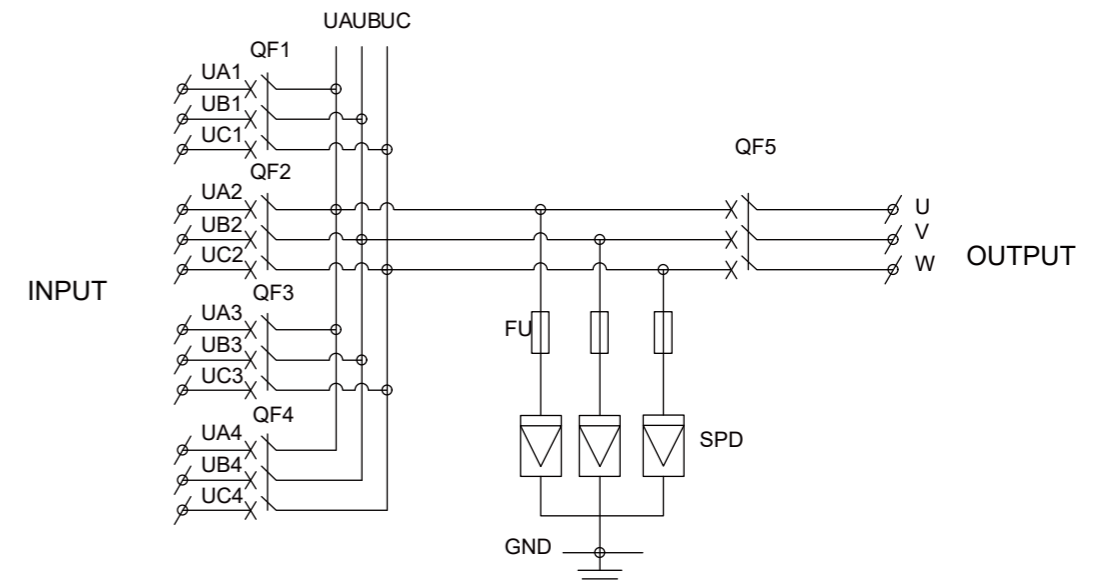 UAUBUC
QF1
UA1
UB1
UC1
QF2
UA2
UB2
UC2
QF3
UA3
UB3
UC3
QF4
UA4
UB4
UC4
INPUT
QF5
U
V
W
OUTPUT
FU
SPD
GND